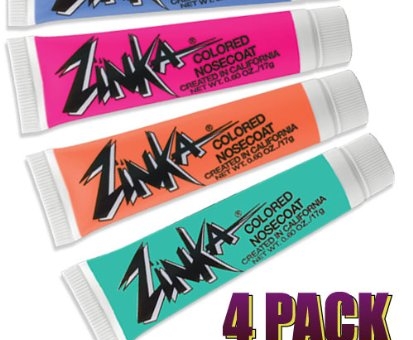 ZINKA®
COLORED
NOSECOAT
CREATED IN CALIFORNIA
NET WT. 0.60 OZ./17g
ZINKA®
COLORED
NOSECOAT
CREATED IN CALIFORNIA
NET WT. 0.60 OZ./17g
ZINKA®
COLORED
NOSECOAT
CREATED IN CALIFORNIA
NET WT. 0.60 OZ./17g
4 PACK